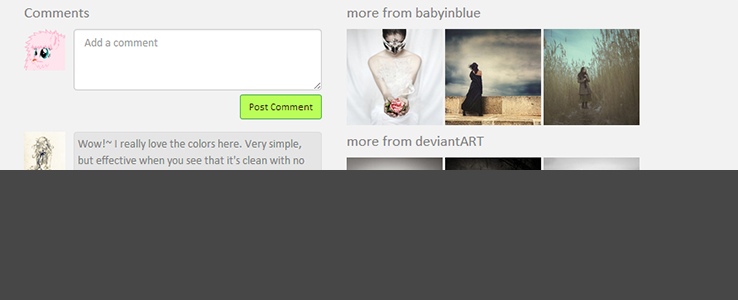 Comments
Add a comment
Post Comment
Wow!~ I really love the colors here. Very simple,
but effective when you see that it's clean with no
more from babyinblue
more from deviantART